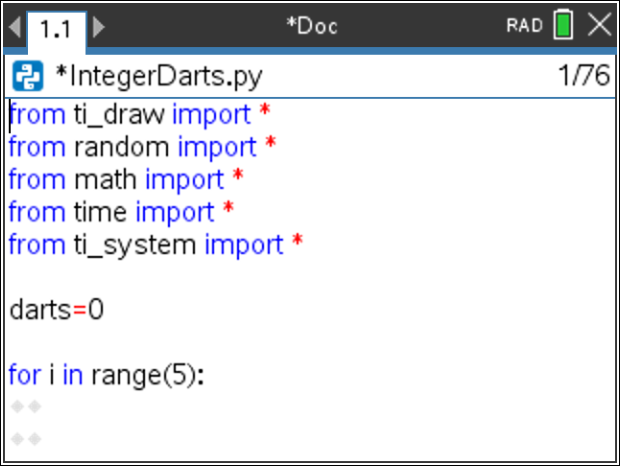 1.1 *Doc RAD
*IntegerDarts.py 1/76
from ti_draw import *
from random import *
from math import *
from time import *
from ti_system import *
darts=0
for i in range(5):